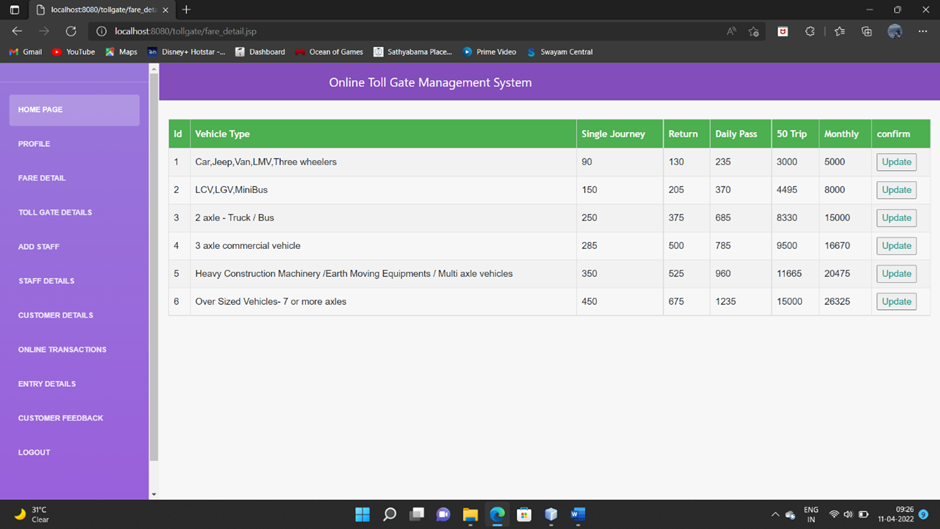 localhost:8080/tollgate/fare_deta
localhost:8080/tollgate/fare_detail.jsp
Gmail YouTube Maps Disney+ Hotstar -... Dashboard Ocean of Games Sathyabama Place... Prime Video Swayam Central
Online Toll Gate Management System
HOME PAGE
PROFILE
FARE DETAIL
TOLL GATE DETAILS
ADD STAFF
STAFF DETAILS
CUSTOMER DETAILS
ONLINE TRANSACTIONS
ENTRY DETAILS
CUSTOMER FEEDBACK
LOGOUT
Id Vehicle Type Single Journey Return Daily Pass 50 Trip Monthly confirm
1 Car,Jeep,Van,LMV,Three wheelers 90 130 235 3000 5000 Update
2 LCV,LGV,MiniBus 150 205 370 4495 8000 Update
3 2 axle - Truck / Bus 250 375 685 8330 15000 Update
4 3 axle commercial vehicle 285 500 785 9500 16670 Update
5 Heavy Construction Machinery /Earth Moving Equipments / Multi axle vehicles 350 525 960 11665 20475 Update
6 Over Sized Vehicles- 7 or more axles 450 675 1235 15000 26325 Update
31°C
Clear
ENG
IN
09:26
11-04-2022